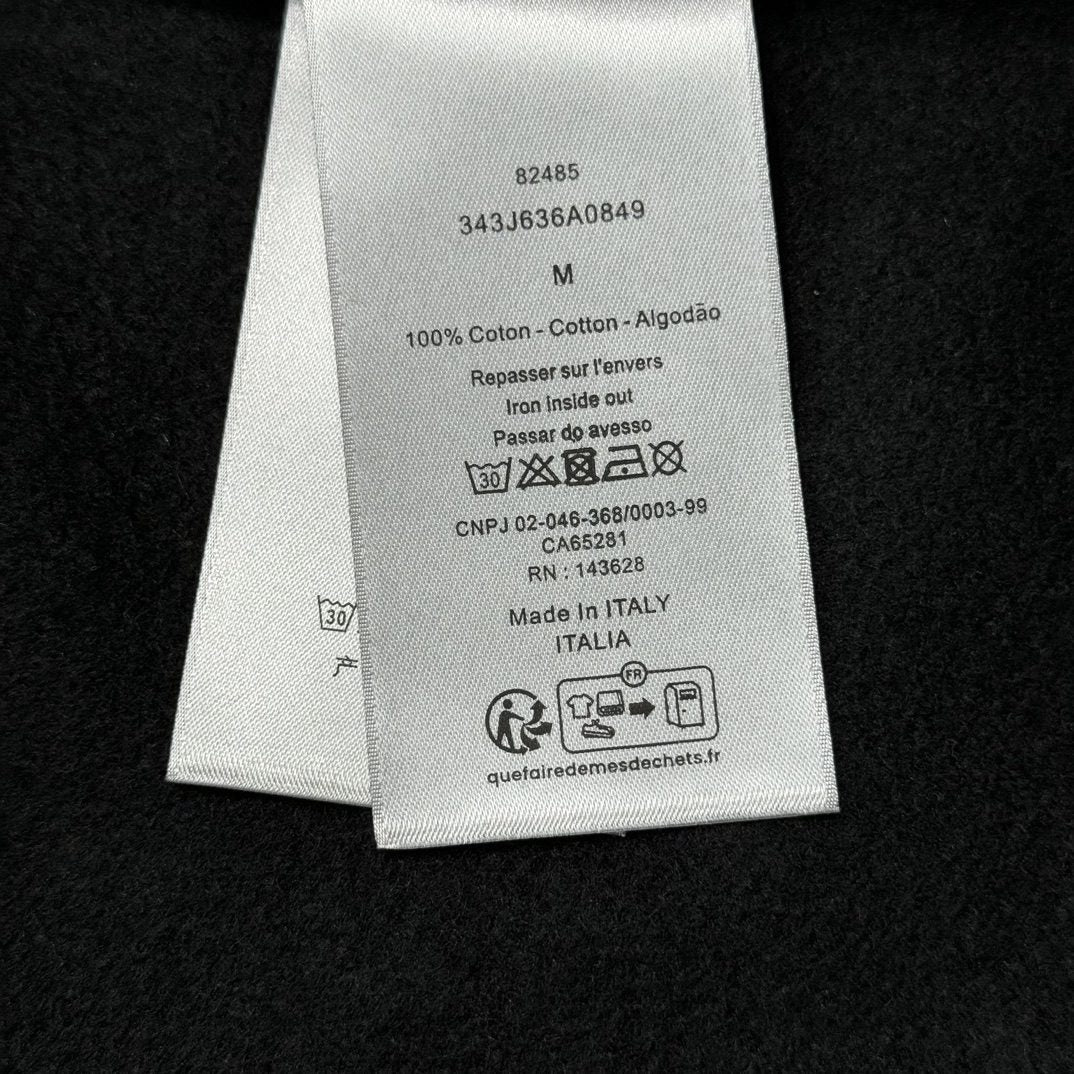 82485
343J636A0849
M
100% Coton - Cotton - Algodão
Repasser sur l'envers
Iron Inside out
Passar do avesso
30
CNPJ 02-046-368/0003-99
CA65281
RN : 143628
Made In ITALY
ITALIA
FR
quefairedemesdechets.fr
30
产